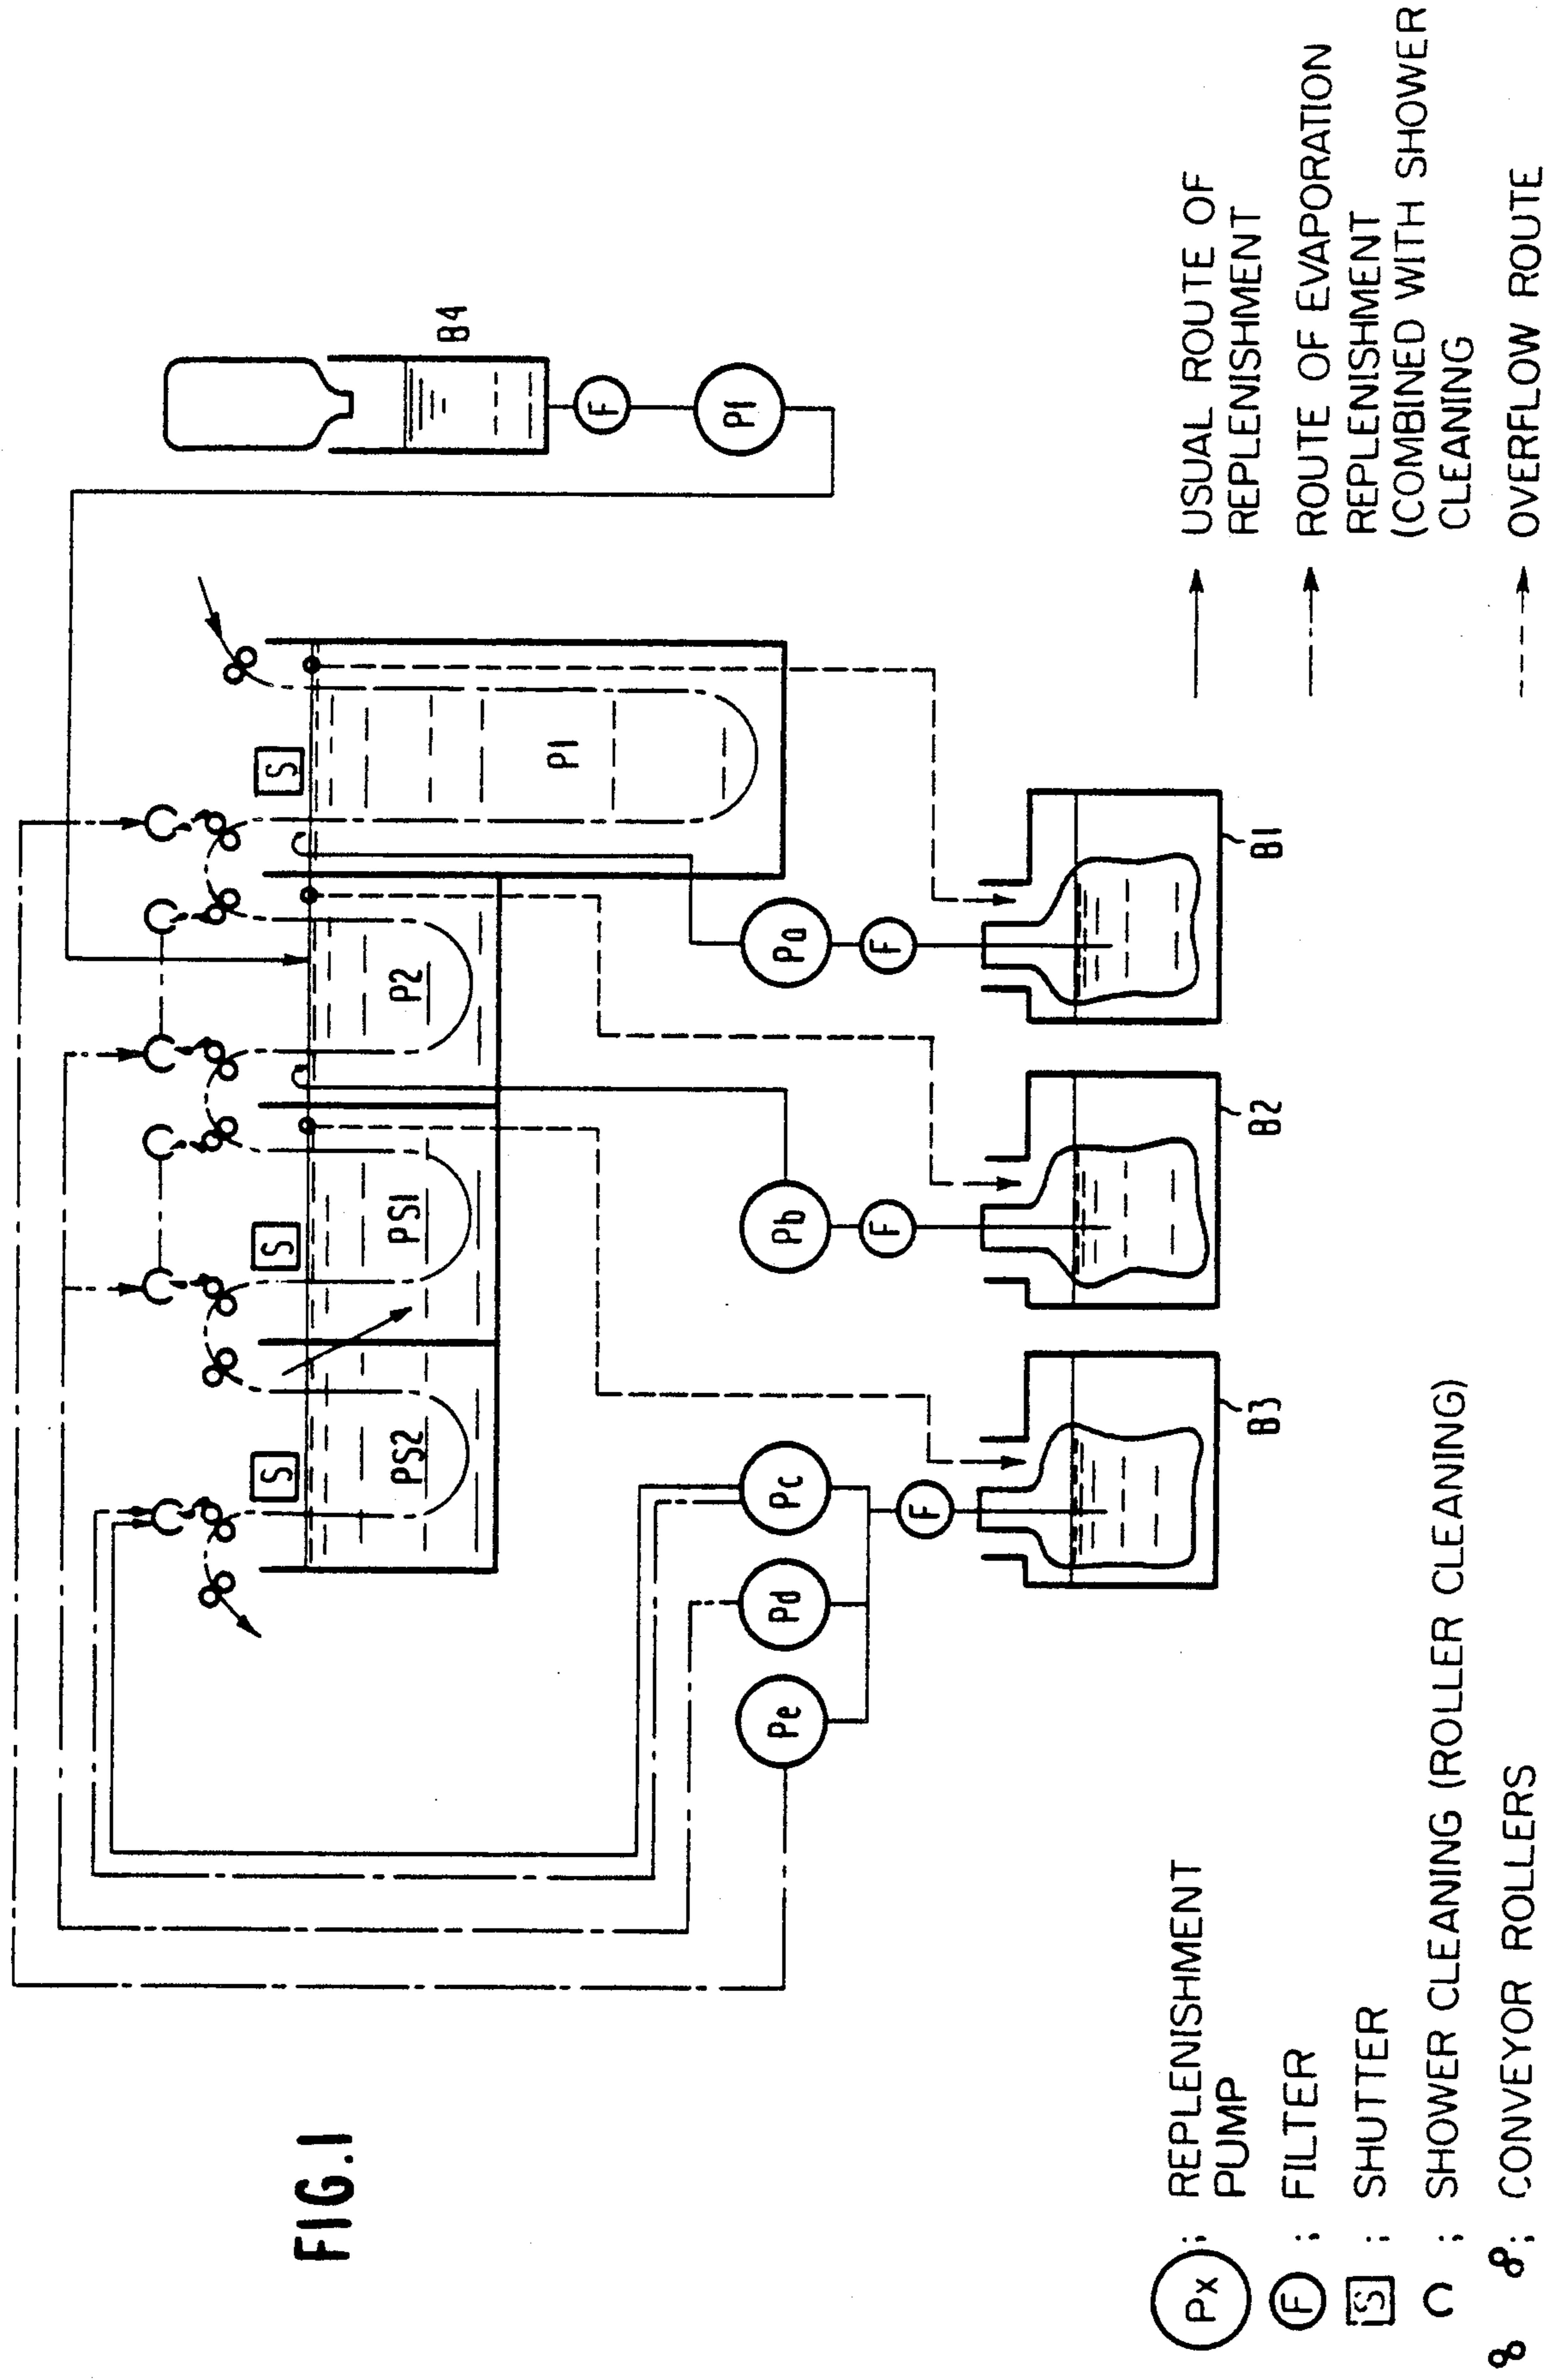 FIG.1
B4
F
Pf
S
P1
P2
S
PS1
S
PS2
Pa
F
B1
Pb
F
B2
Pc
Pd
Pe
F
B3
USUAL ROUTE OF
REPLENISHMENT
ROUTE OF EVAPORATION
REPLENISHMENT
(COMBINED WITH SHOWER
CLEANING
OVERFLOW ROUTE
Px ; REPLENISHMENT
PUMP
F ; FILTER
S ; SHUTTER
; SHOWER CLEANING (ROLLER CLEANING)
; CONVEYOR ROLLERS